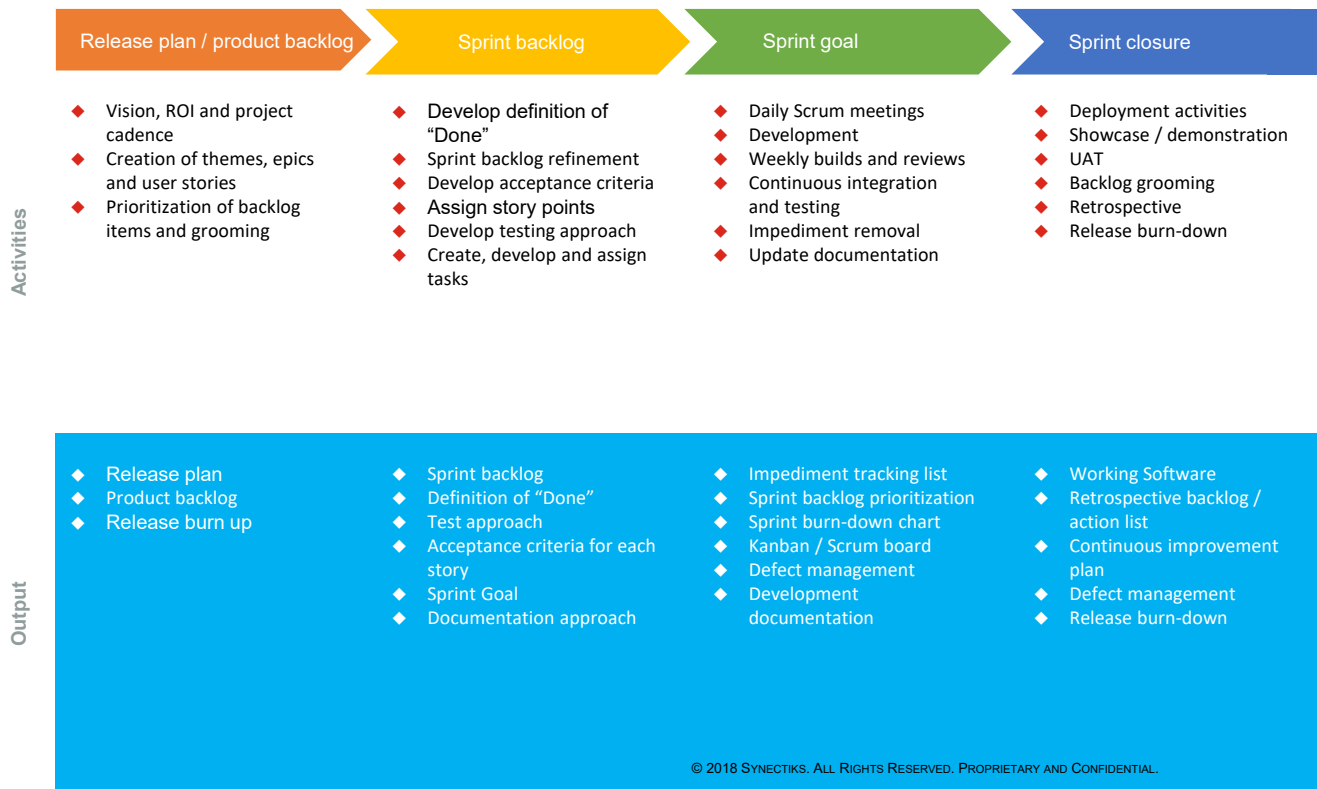 Release plan / product backlog
Sprint backlog
Sprint goal
Sprint closure
Activities
Vision, ROI and project
cadence
Creation of themes, epics
and user stories
Prioritization of backlog
items and grooming
Develop definition of
“Done”
Sprint backlog refinement
Develop acceptance criteria
Assign story points
Develop testing approach
Create, develop and assign
tasks
Daily Scrum meetings
Development
Weekly builds and reviews
Continuous integration
and testing
Impediment removal
Update documentation
Deployment activities
Showcase / demonstration
UAT
Backlog grooming
Retrospective
Release burn-down
Output
Release plan
Product backlog
Release burn up
Sprint backlog
Definition of “Done”
Test approach
Acceptance criteria for each
story
Sprint Goal
Documentation approach
Impediment tracking list
Sprint backlog prioritization
Sprint burn-down chart
Kanban / Scrum board
Defect management
Development
documentation
Working Software
Retrospective backlog /
action list
Continuous improvement
plan
Defect management
Release burn-down
© 2018 SYNECTIKS. ALL RIGHTS RESERVED. PROPRIETARY AND CONFIDENTIAL.